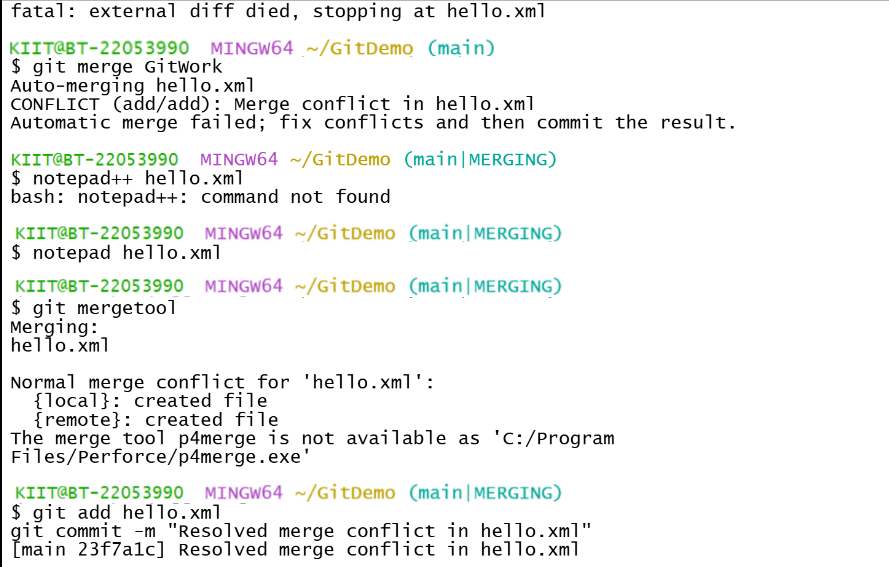 fatal: external diff died, stopping at hello.xml
KIIT@BT-22053990 MINGW64 ~/GitDemo (main)
$ git merge GitWork
Auto-merging hello.xml
CONFLICT (add/add): Merge conflict in hello.xml
Automatic merge failed; fix conflicts and then commit the result.
KIIT@BT-22053990 MINGW64 ~/GitDemo (main|MERGING)
$ notepad++ hello.xml
bash: notepad++: command not found
KIIT@BT-22053990 MINGW64 ~/GitDemo (main|MERGING)
$ notepad hello.xml
KIIT@BT-22053990 MINGW64 ~/GitDemo (main|MERGING)
$ git mergetool
Merging:
hello.xml
Normal merge conflict for 'hello.xml':
  {local}: created file
  {remote}: created file
The merge tool p4merge is not available as 'C:/Program
Files/Perforce/p4merge.exe'
KIIT@BT-22053990 MINGW64 ~/GitDemo (main|MERGING)
$ git add hello.xml
git commit -m "Resolved merge conflict in hello.xml"
[main 23f7a1c] Resolved merge conflict in hello.xml